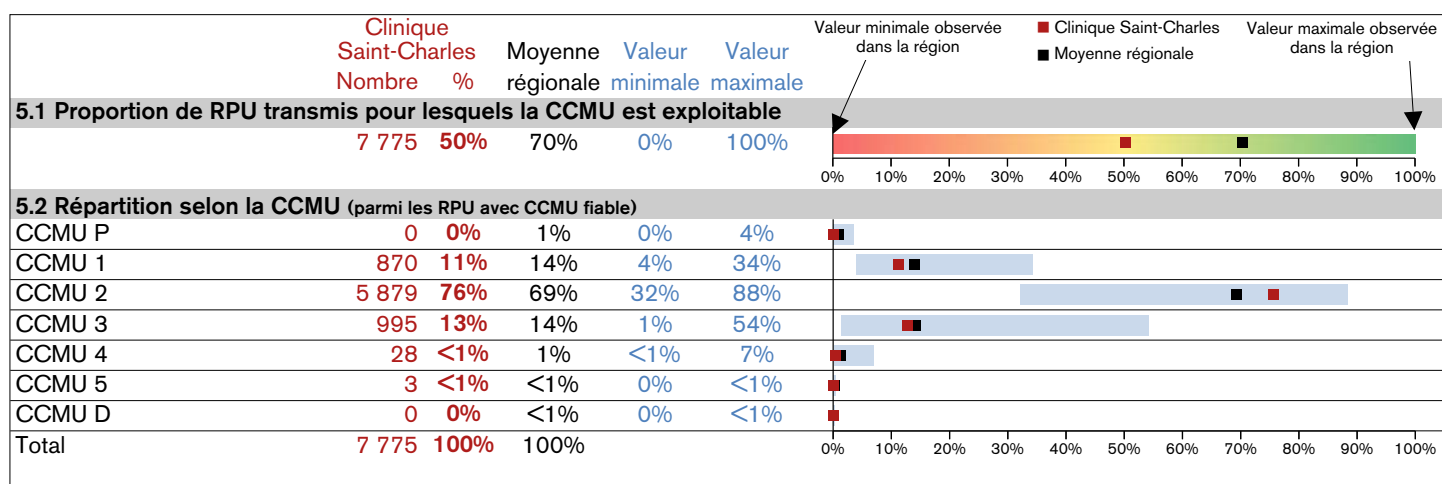 Clinique
Saint-Charles Moyenne Valeur Valeur
Nombre % régionale minimale maximale
Valeur minimale observée
dans la région
Clinique Saint-Charles
Moyenne régionale
Valeur maximale observée
dans la région
5.1 Proportion de RPU transmis pour lesquels la CCMU est exploitable
7 775 50% 70% 0% 100%
0% 10% 20% 30% 40% 50% 60% 70% 80% 90% 100%
5.2 Répartition selon la CCMU (parmi les RPU avec CCMU fiable)
CCMU P 0 0% 1% 0% 4%
CCMU 1 870 11% 14% 4% 34%
CCMU 2 5 879 76% 69% 32% 88%
CCMU 3 995 13% 14% 1% 54%
CCMU 4 28 <1% 1% <1% 7%
CCMU 5 3 <1% <1% 0% <1%
CCMU D 0 0% <1% 0% <1%
Total 7 775 100% 100%
0% 10% 20% 30% 40% 50% 60% 70% 80% 90% 100%